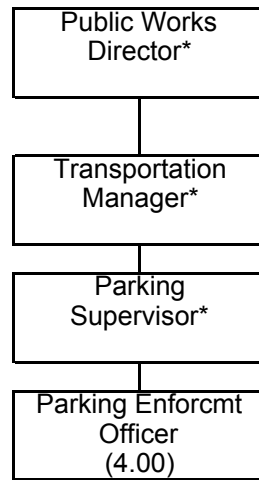 Public Works
Director*
Transportation
Manager*
Parking
Supervisor*
Parking Enforcmt
Officer
(4.00)